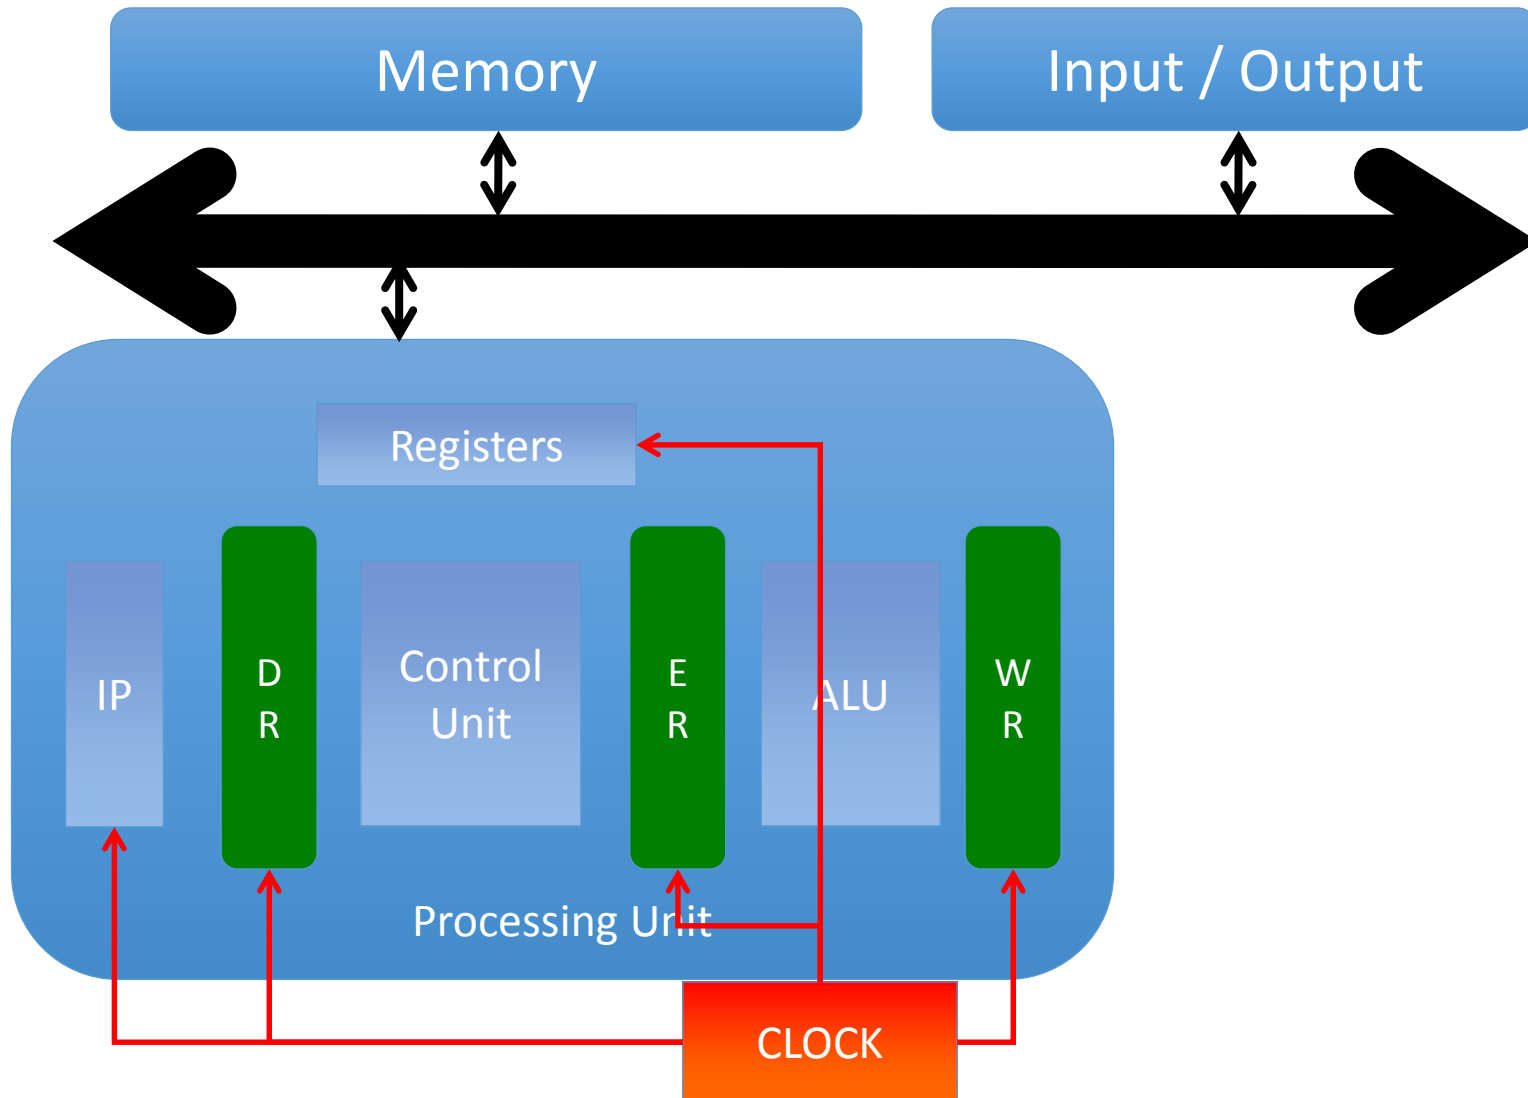 Memory
Input / Output
Registers
IP
D
R
Control
Unit
E
R
ALU
W
R
Processing Unit
CLOCK